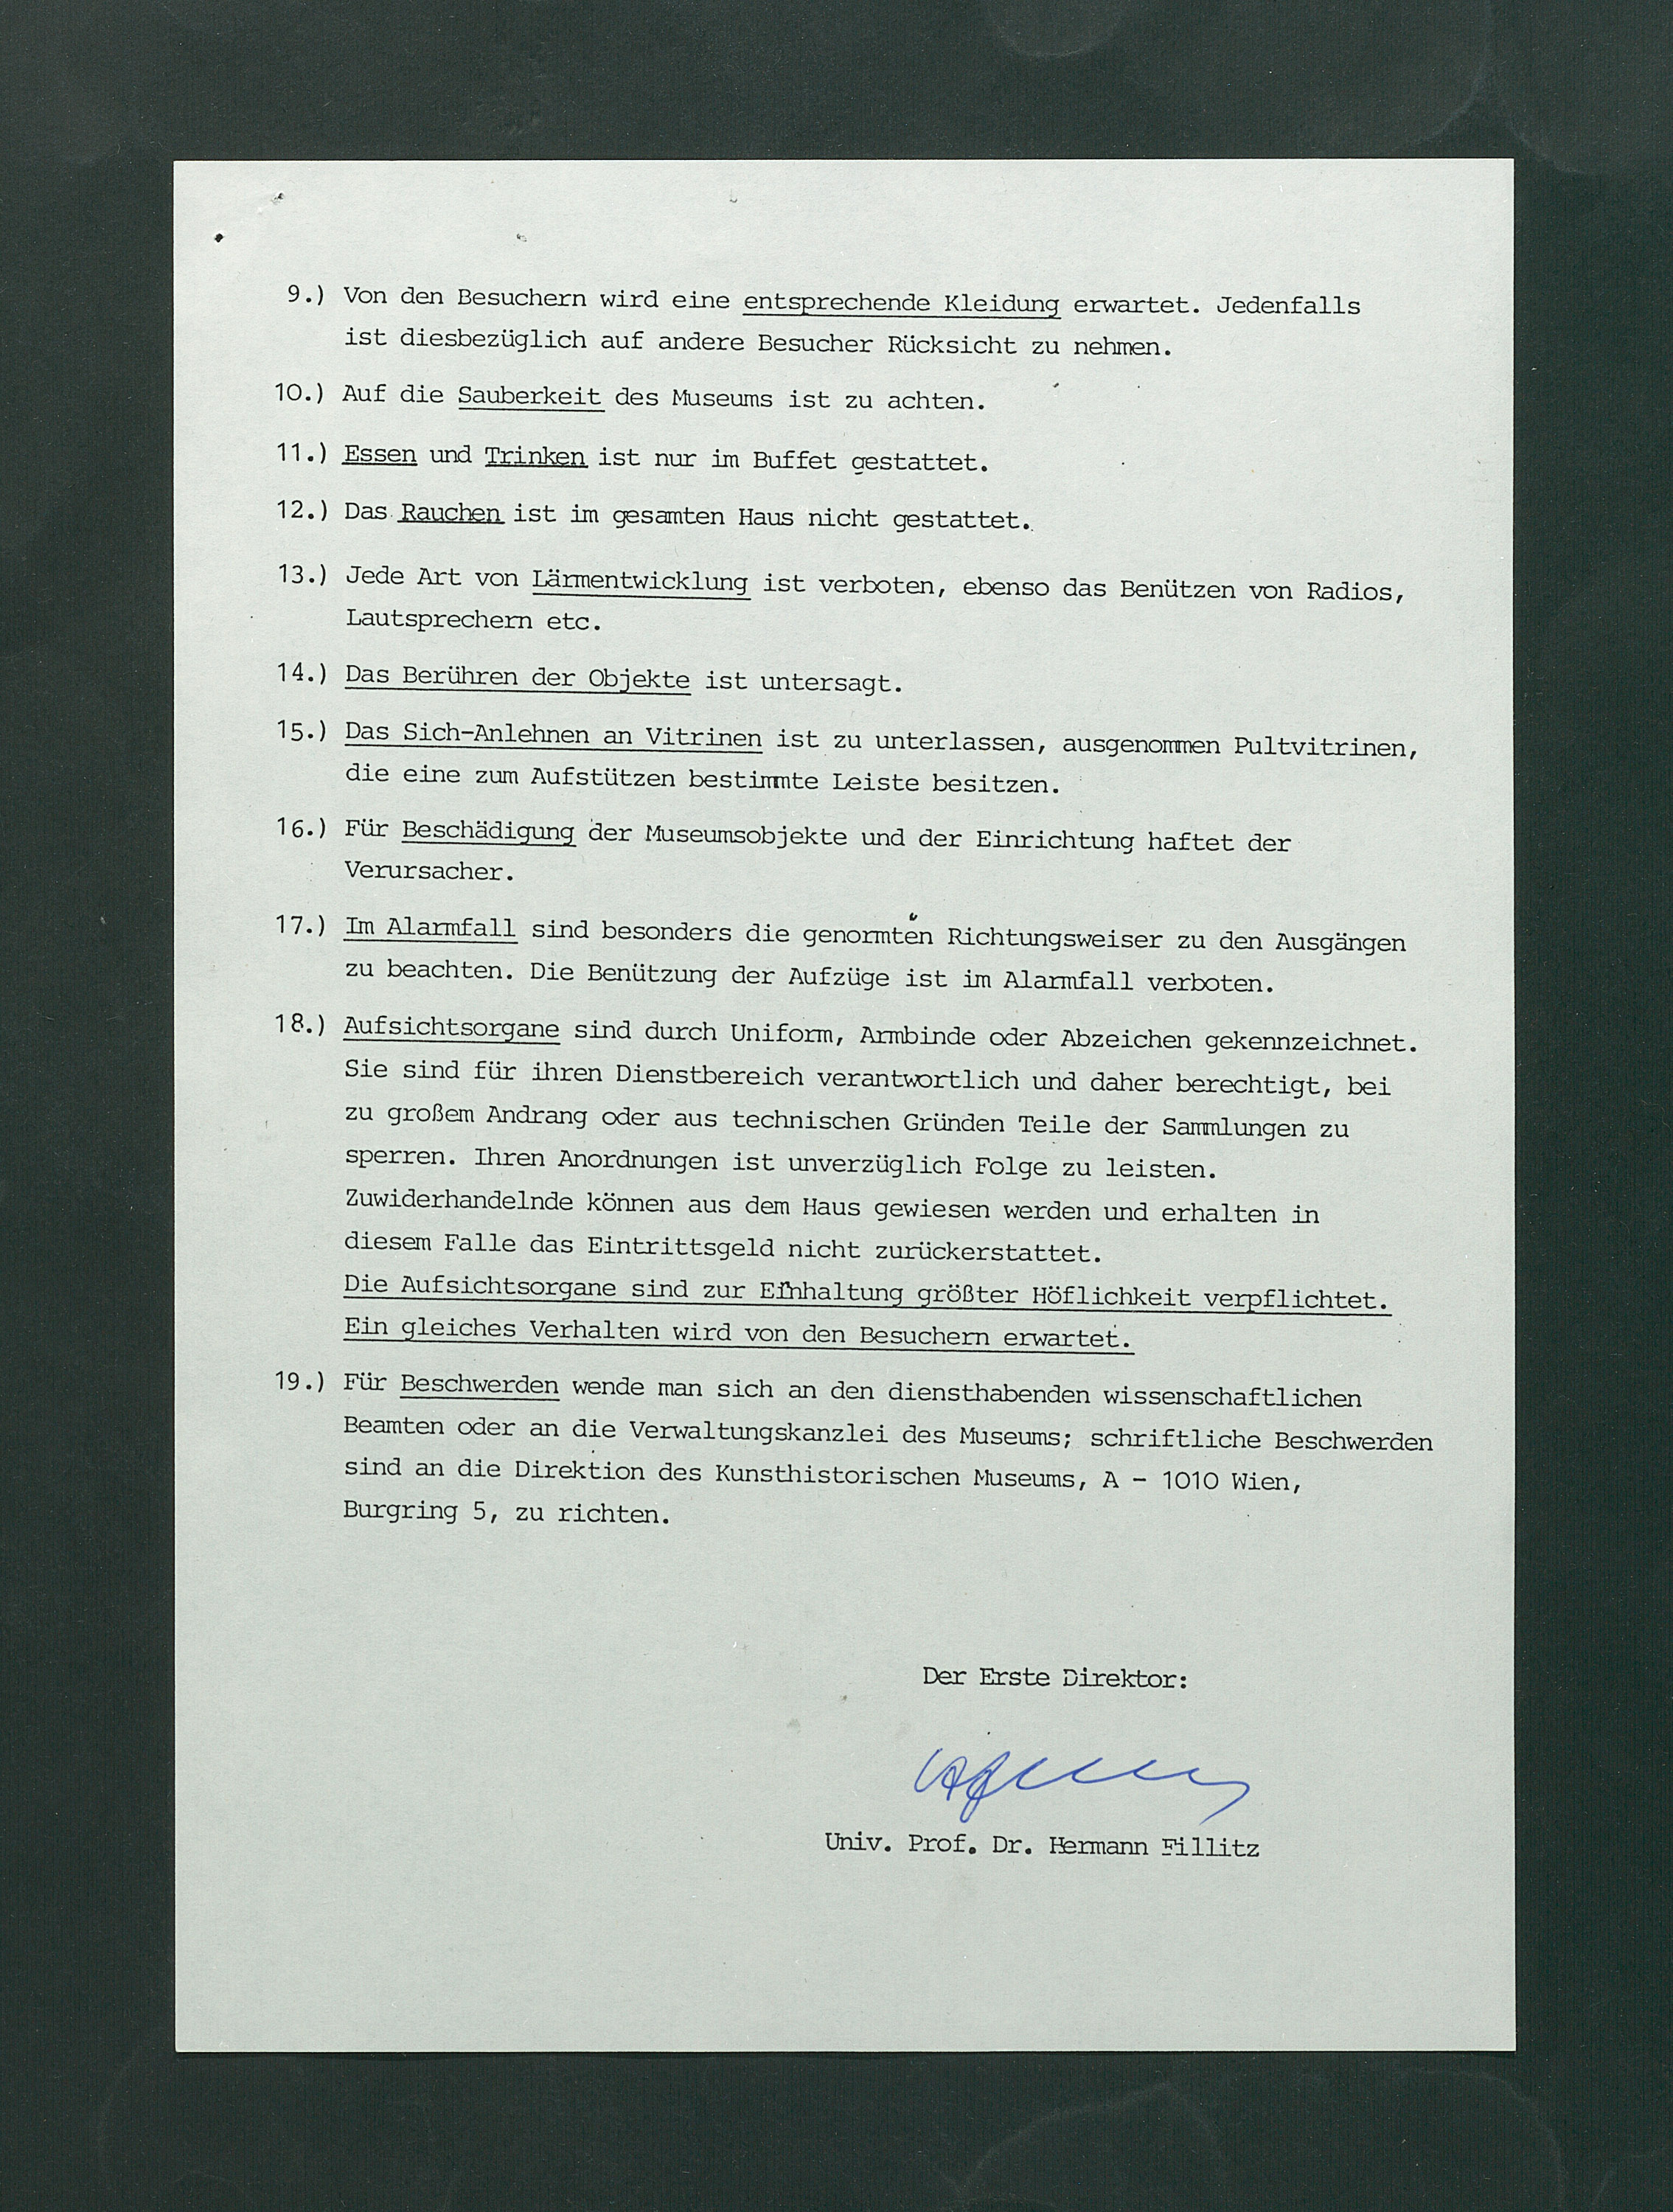 9.) Von den Besuchern wird eine entsprechende Kleidung erwartet. Jedenfalls
ist diesbezüglich auf andere Besucher Rücksicht zu nehmen.
10.) Auf die Sauberkeit des Museums ist zu achten.
11.) Essen und Trinken ist nur im Buffet gestattet.
12.) Das Rauchen ist im gesamten Haus nicht gestattet.
13.) Jede Art von Lärmentwicklung ist verboten, ebenso das Benützen von Radios,
Lautsprechern etc.
14.) Das Berühren der Objekte ist untersagt.
15.) Das Sich-Anlehnen an Vitrinen ist zu unterlassen, ausgenommen Pultvitrinen,
die eine zum Aufstützen bestimmte Leiste besitzen.
16.) Für Beschädigung der Museumsobjekte und der Einrichtung haftet der
Verursacher.
17.) Im Alarmfall sind besonders die genormten Richtungsweiser zu den Ausgängen
zu beachten. Die Benützung der Aufzüge ist im Alarmfall verboten.
18.) Aufsichtsorgane sind durch Uniform, Armbinde oder Abzeichen gekennzeichnet.
Sie sind für ihren Dienstbereich verantwortlich und daher berechtigt, bei
zu großem Andrang oder aus technischen Gründen Teile der Sammlungen zu
sperren. Ihren Anordnungen ist unverzüglich Folge zu leisten.
Zuwiderhandelnde können aus dem Haus gewiesen werden und erhalten in
diesem Falle das Eintrittsgeld nicht zurückerstattet.
Die Aufsichtsorgane sind zur Einhaltung größter Höflichkeit verpflichtet.
Ein gleiches Verhalten wird von den Besuchern erwartet.
19.) Für Beschwerden wende man sich an den diensthabenden wissenschaftlichen
Beamten oder an die Verwaltungskanzlei des Museums; schriftliche Beschwerden
sind an die Direktion des Kunsthistorischen Museums, A - 1010 Wien,
Burgring 5, zu richten.
Der Erste Direktor:
Univ. Prof. Dr. Hermann Fillitz